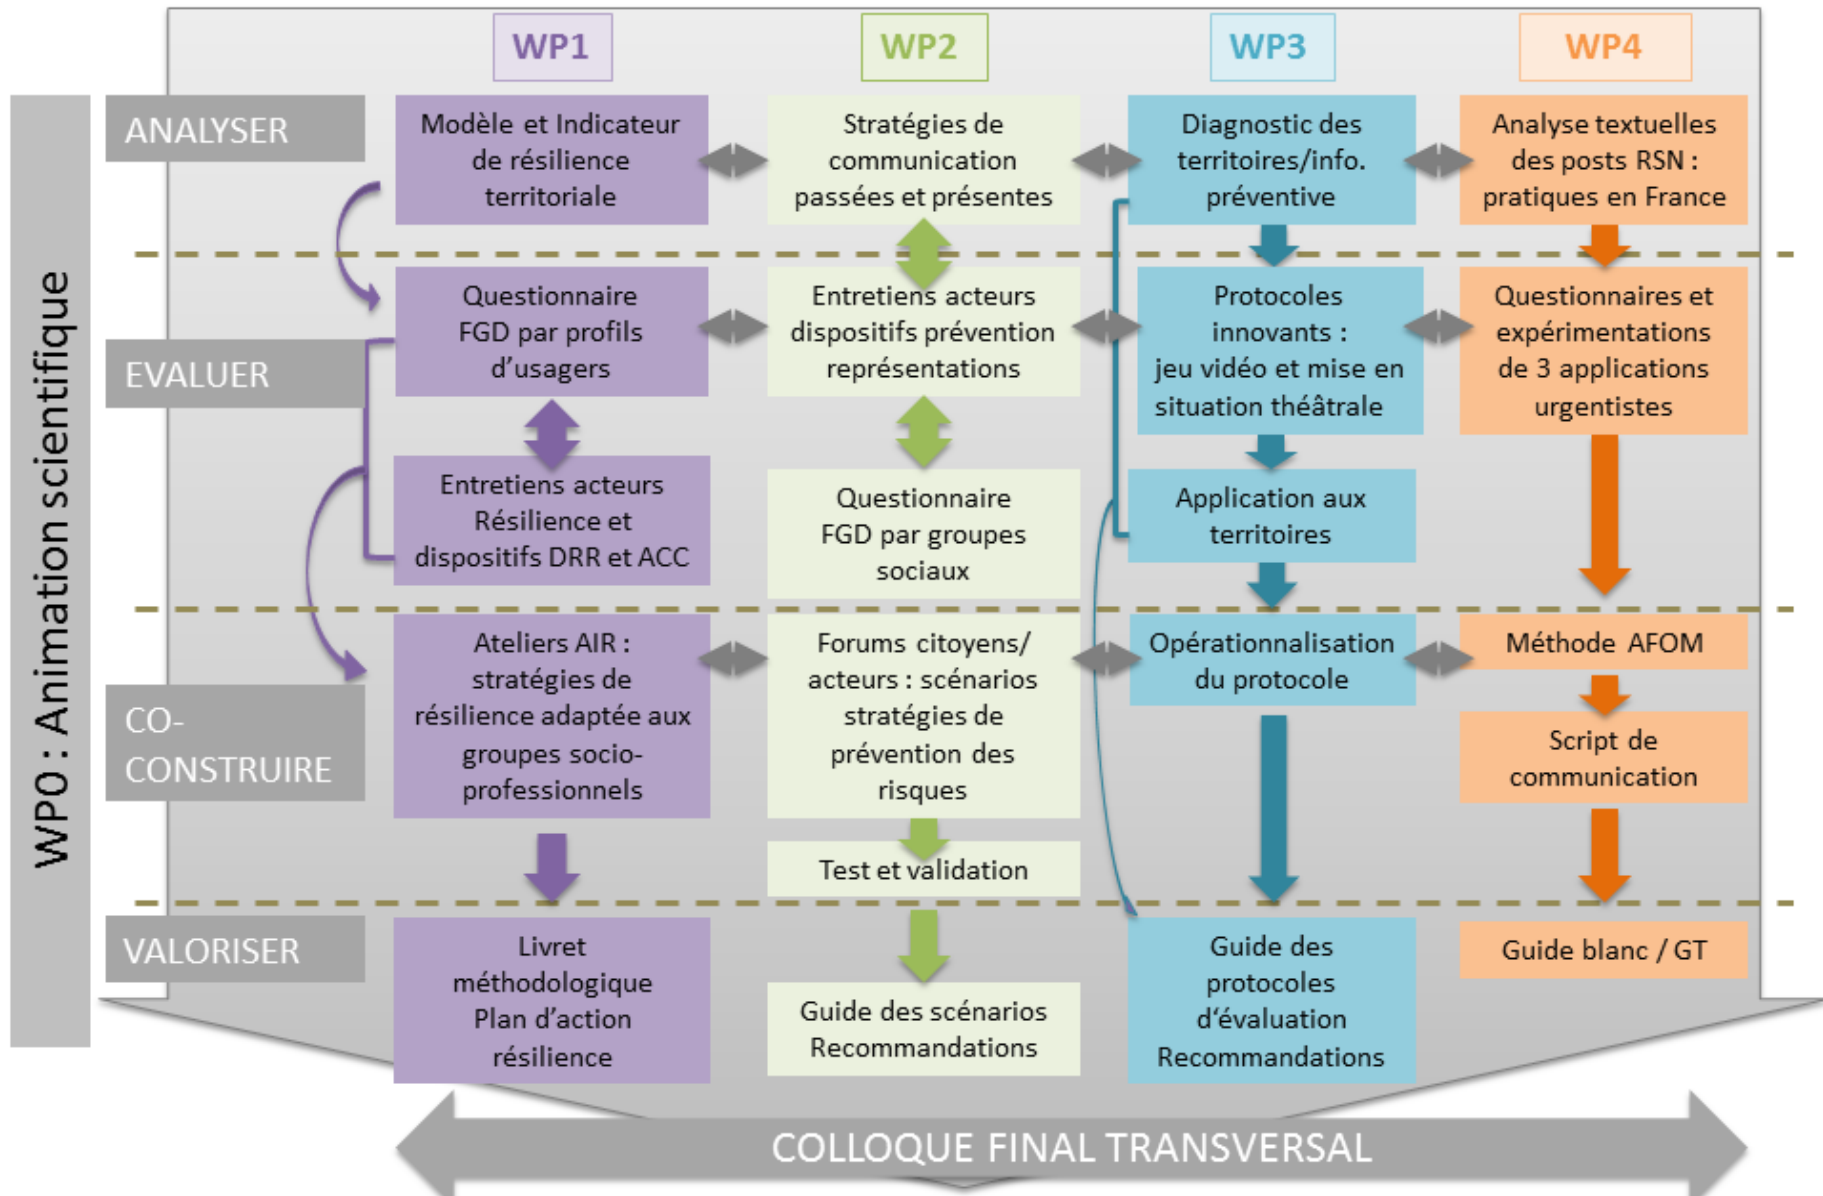 WP1
WP2
WP3
WP4
WP0 : Animation scientifique
ANALYSER
Modèle et Indicateur
de résilience
territoriale
Stratégies de
communication
passées et présentes
Diagnostic des
territoires/info.
préventive
Analyse textuelles
des posts RSN :
pratiques en France
EVALUER
Questionnaire
FGD par profils
d’usagers
Entretiens acteurs
dispositifs prévention
représentations
Protocoles
innovants :
jeu vidéo et mise en
situation théâtrale
Questionnaires et
expérimentations
de 3 applications
urgentistes
Entretiens acteurs
Résilience et
dispositifs DRR et ACC
Questionnaire
FGD par groupes
sociaux
Application aux
territoires
CO-
CONSTRUIRE
Ateliers AIR :
stratégies de
résilience adaptée aux
groupes socio-
professionnels
Forums citoyens/
acteurs : scénarios
stratégies de
prévention des
risques
Opérationnalisation
du protocole
Méthode AFOM
Script de
communication
Test et validation
VALORISER
Livret
méthodologique
Plan d’action
résilience
Guide des scénarios
Recommandations
Guide des
protocoles
d’évaluation
Recommandations
Guide blanc / GT
COLLOQUE FINAL TRANSVERSAL